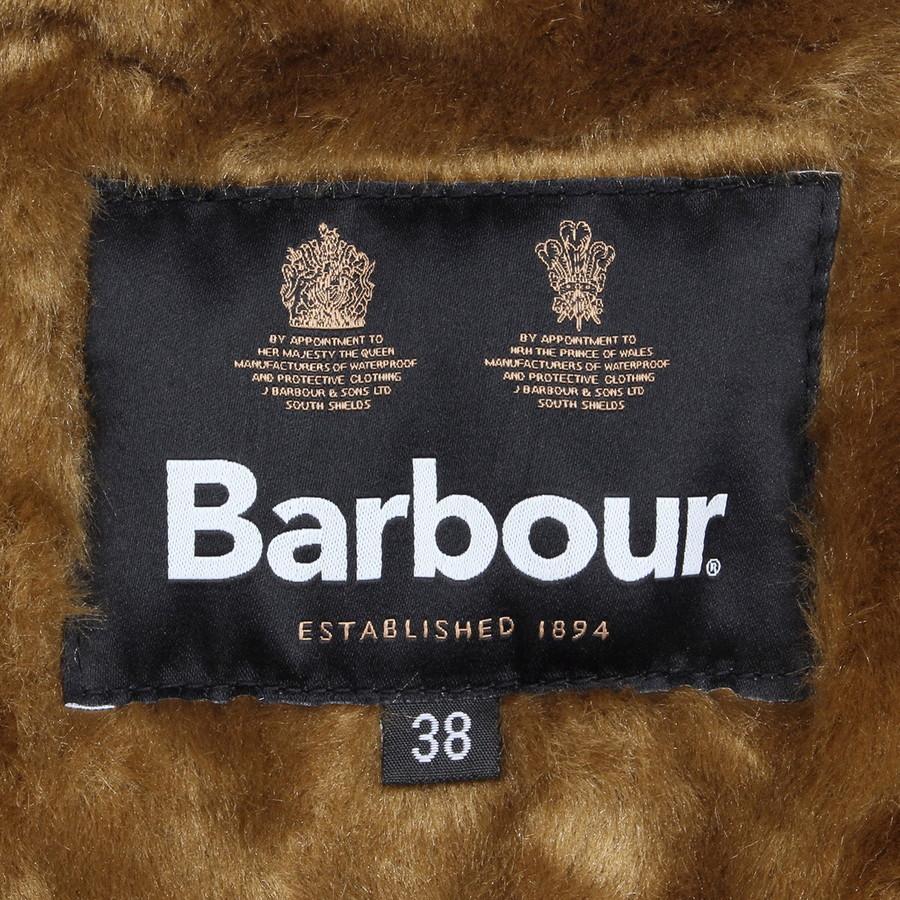 BY APPOINTMENT TO
HER MAJESTY THE QUEEN
MANUFACTURERS OF WATERPROOF
AND PROTECTIVE CLOTHING
J BARBOUR & SONS LTD
SOUTH SHIELDS
BY APPOINTMENT TO
HRH THE PRINCE OF WALES
MANUFACTURERS OF WATERPROOF
AND PROTECTIVE CLOTHING
J BARBOUR & SONS LTD
SOUTH SHIELDS
Barbour®
ESTABLISHED 1894
38